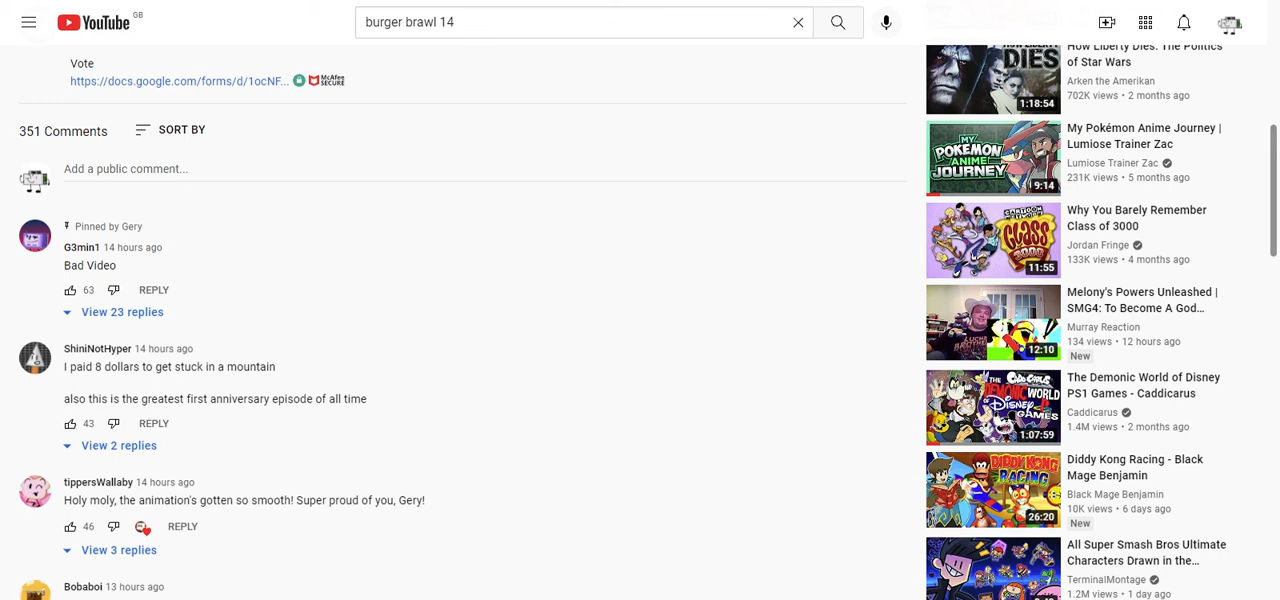 YouTube GB
burger brawl 14
Vote
https://docs.google.com/forms/d/1ocNF...
McAfee
SECURE
351 Comments
SORT BY
Add a public comment...
Pinned by Gery
G3min1 14 hours ago
Bad Video
63 REPLY
View 23 replies
ShiniNotHyper 14 hours ago
I paid 8 dollars to get stuck in a mountain
also this is the greatest first anniversary episode of all time
43 REPLY
View 2 replies
tippersWallaby 14 hours ago
Holy moly, the animation's gotten so smooth! Super proud of you, Gery!
46 REPLY
View 3 replies
Bobaboi 13 hours ago
DIES
1:18:54
How Liberty Dies: The Politics
of Star Wars
Arken the Amerikan
702K views • 2 months ago
MY
POKÉMON
ANIME
JOURNEY
9:14
My Pokémon Anime Journey |
Lumiose Trainer Zac
Lumiose Trainer Zac
231K views • 5 months ago
CARTOON
NETWORK'S
CLASS
3000
11:55
Why You Barely Remember
Class of 3000
Jordan Fringe
133K views • 4 months ago
12:10
Melony's Powers Unleashed |
SMG4: To Become A God...
Murray Reaction
134 views • 12 hours ago
New
THE
DEMONIC
WORLD
OF
DISNEY
GAMES
1:07:59
The Demonic World of Disney
PS1 Games - Caddicarus
Caddicarus
1.4M views • 2 months ago
DIDDY KONG
RACING
26:20
Diddy Kong Racing - Black
Mage Benjamin
Black Mage Benjamin
10K views • 6 days ago
New
All Super Smash Bros Ultimate
Characters Drawn in the...
TerminalMontage
1.2M views • 1 day ago